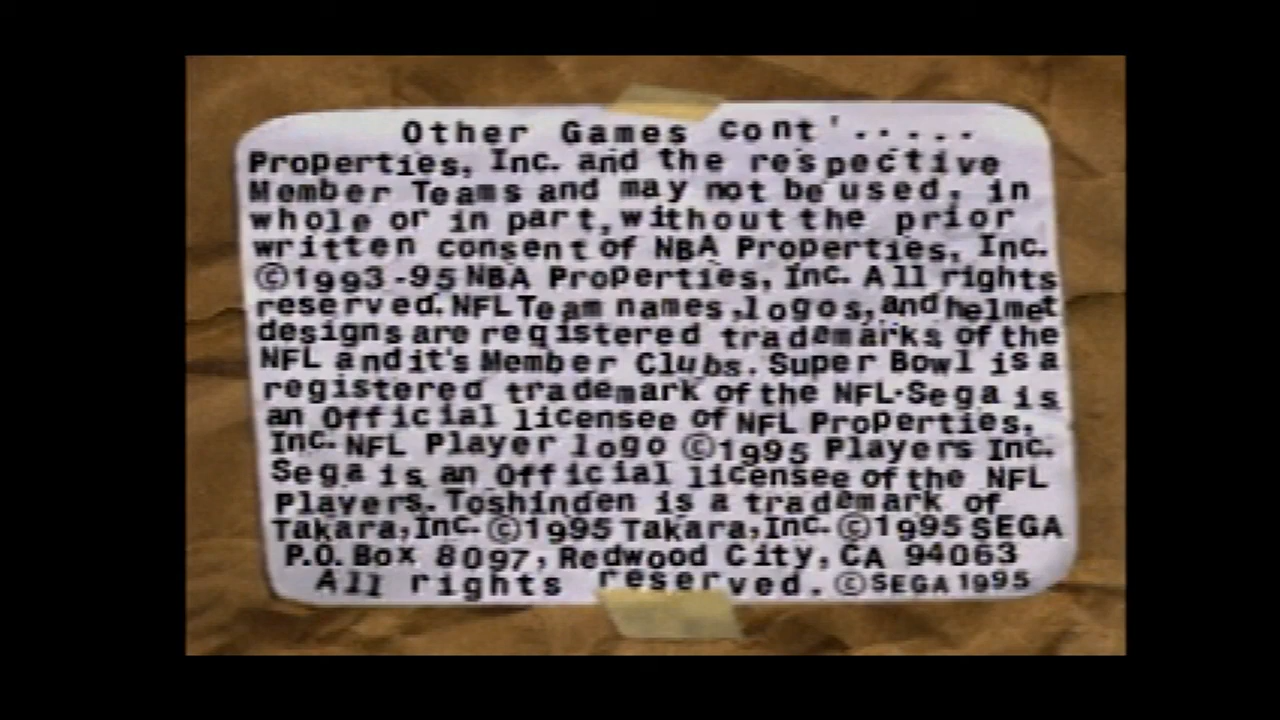 Other Games cont'.....
Properties, Inc. and the respective
Member Teams and may not be used, in
whole or in part, without the prior
written consent of NBA Properties, Inc.
©1993-95 NBA Properties, Inc. All rights
reserved. NFL Team names, logos, and helmet
designs are registered trademarks of the
NFL and it's Member Clubs. Super Bowl is a
registered trademark of the NFL. Sega is
an Official licensee of NFL Properties,
Inc. NFL Player logo ©1995 Players Inc.
Sega is an Official licensee of the NFL
Players. Toshinden is a trademark of
Takara, Inc. ©1995 Takara, Inc. ©1995 SEGA
P.O. Box 8097, Redwood City, CA 94063
All rights reserved. ©SEGA 1995